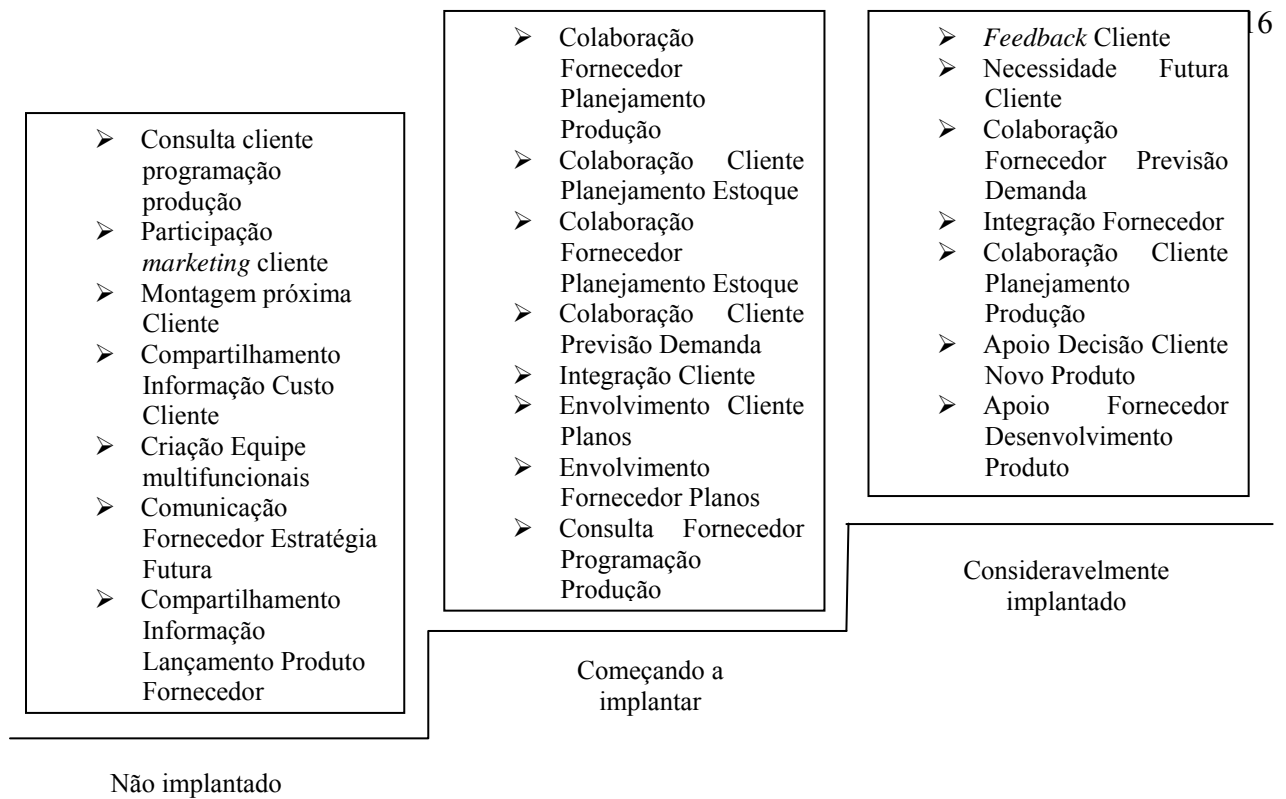 16
Consulta cliente
programação
produção
Participação
marketing cliente
Montagem próxima
Cliente
Compartilhamento
Informação Custo
Cliente
Criação Equipe
multifuncionais
Comunicação
Fornecedor Estratégia
Futura
Compartilhamento
Informação
Lançamento Produto
Fornecedor
Não implantado
Colaboração
Fornecedor
Planejamento
Produção
Colaboração Cliente
Planejamento Estoque
Colaboração
Fornecedor
Planejamento Estoque
Colaboração Cliente
Previsão Demanda
Integração Cliente
Envolvimento Cliente
Planos
Envolvimento
Fornecedor Planos
Consulta Fornecedor
Programação
Produção
Começando a
implantar
Feedback Cliente
Necessidade Futura
Cliente
Colaboração
Fornecedor Previsão
Demanda
Integração Fornecedor
Colaboração Cliente
Planejamento
Produção
Apoio Decisão Cliente
Novo Produto
Apoio Fornecedor
Desenvolvimento
Produto
Consideravelmente
implantado